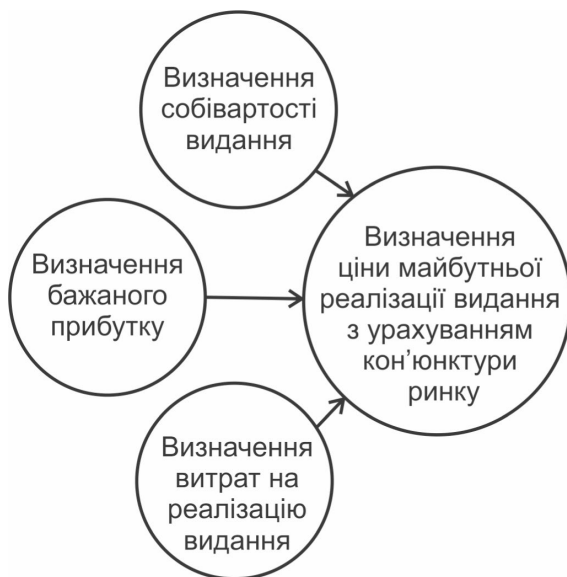 Визначення
собівартості
видання
Визначення
бажаного
прибутку
Визначення
ціни майбутньої
реалізації видання
з урахуванням
кон’юнктури
ринку
Визначення
витрат на
реалізацію
видання